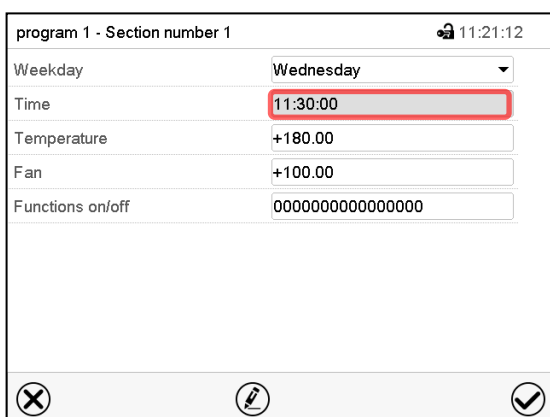 program 1 - Section number 1 11:21:12
Weekday Wednesday
Time 11:30:00
Temperature +180.00
Fan +100.00
Functions on/off 0000000000000000